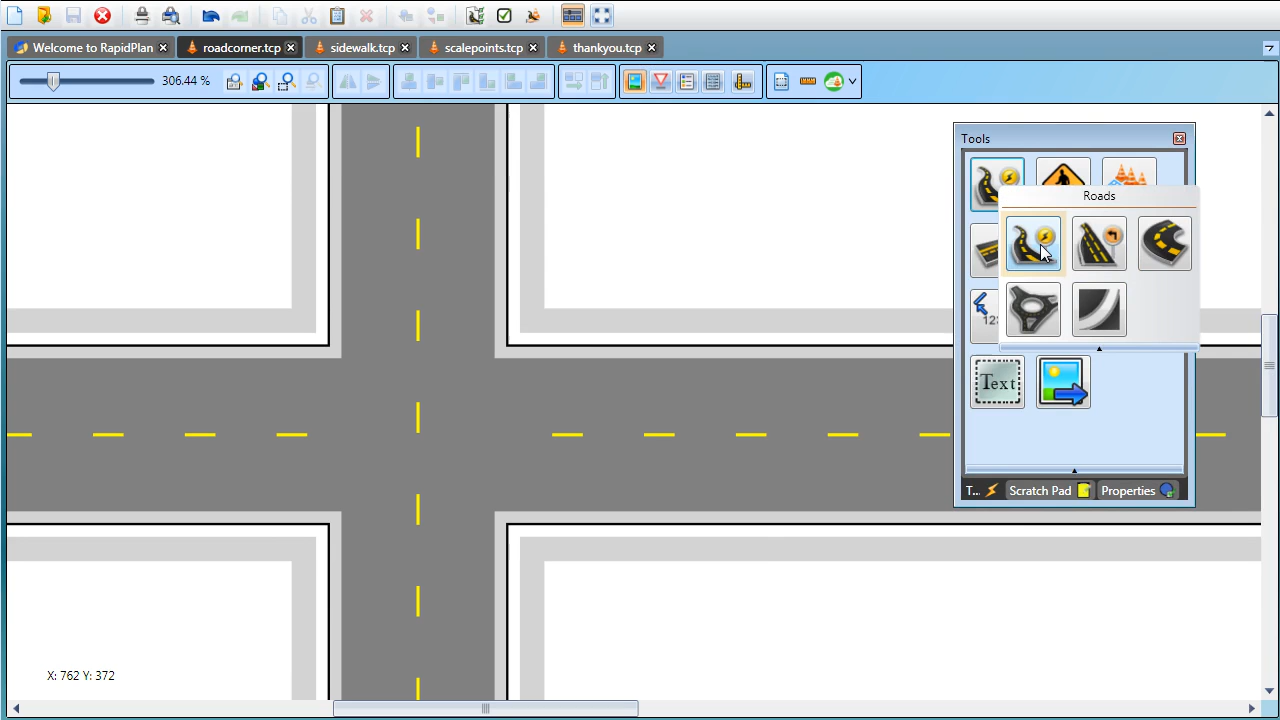 Welcome to RapidPlan
roadcorner.tcp
sidewalk.tcp
scalepoints.tcp
thankyou.tcp
306.44 %
Tools
Roads
123
Text
T...
Scratch Pad
Properties
X: 762 Y: 372